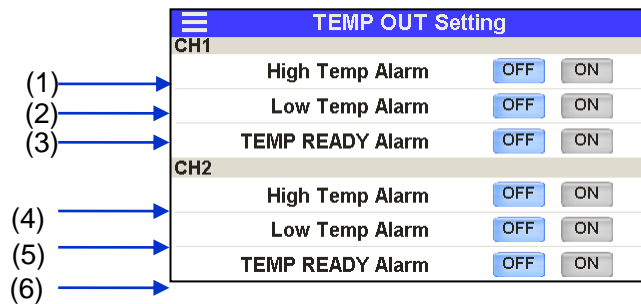 TEMP OUT Setting
CH1
(1) High Temp Alarm OFF ON
(2) Low Temp Alarm OFF ON
(3) TEMP READY Alarm OFF ON
CH2
(4) High Temp Alarm OFF ON
(5) Low Temp Alarm OFF ON
(6) TEMP READY Alarm OFF ON